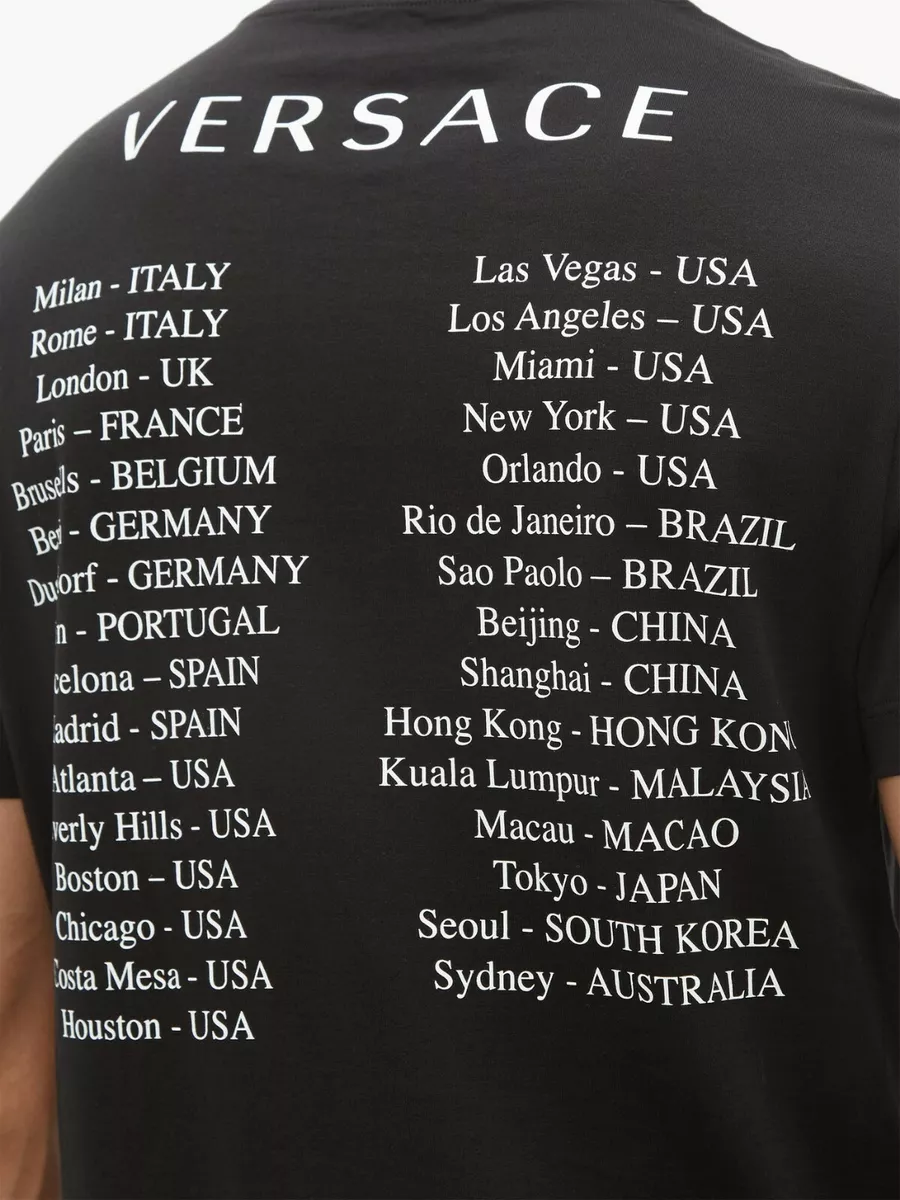 VERSACE
Milan - ITALY
Rome - ITALY
London - UK
Paris – FRANCE
Brussels - BELGIUM
- GERMANY
- GERMANY
- PORTUGAL
– SPAIN
- SPAIN
Atlanta – USA
Hills - USA
Boston – USA
Chicago - USA
Costa Mesa - USA
Houston - USA
Las Vegas - USA
Los Angeles – USA
Miami - USA
New York – USA
Orlando - USA
Rio de Janeiro – BRAZIL
Sao Paolo – BRAZIL
Beijing - CHINA
Shanghai - CHINA
Hong Kong - HONG KONG
Kuala Lumpur - MALAYSIA
Macau - MACAO
Tokyo - JAPAN
Seoul - SOUTH KOREA
Sydney - AUSTRALIA